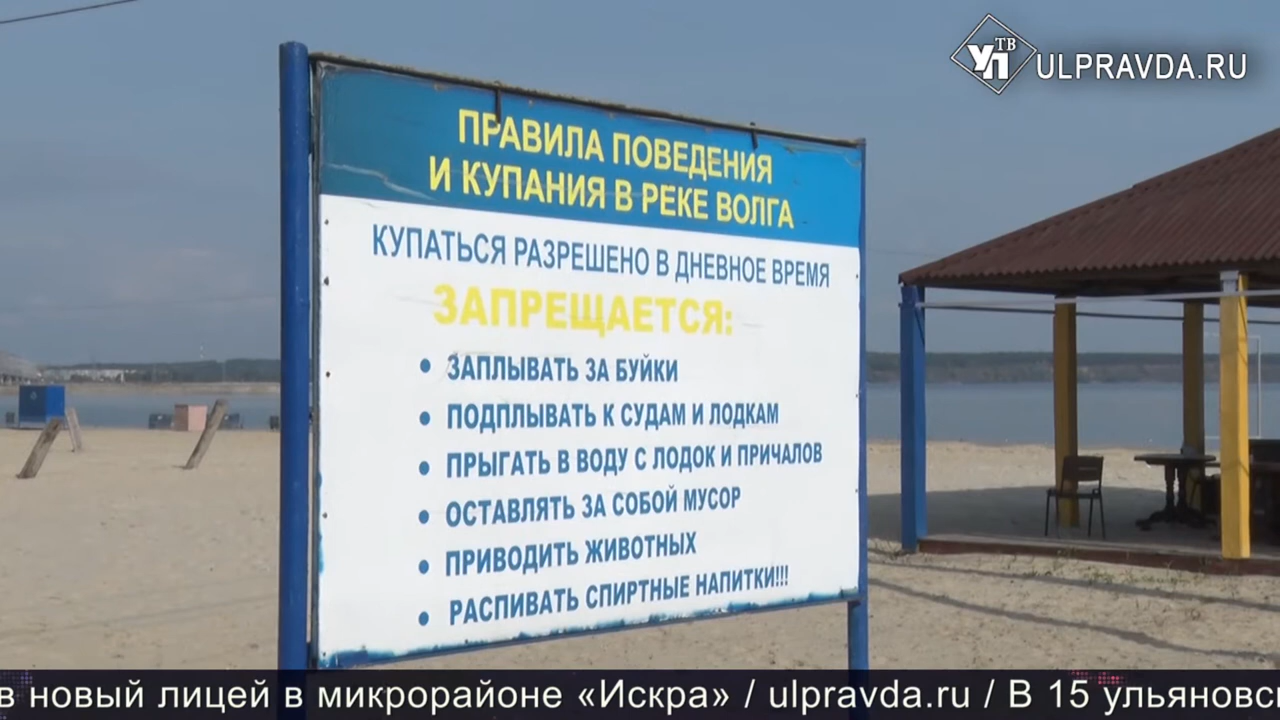 УП ТВ ULPRAVDA.RU
ПРАВИЛА ПОВЕДЕНИЯ
И КУПАНИЯ В РЕКЕ ВОЛГА
КУПАТЬСЯ РАЗРЕШЕНО В ДНЕВНОЕ ВРЕМЯ
ЗАПРЕЩАЕТСЯ:
• ЗАПЛЫВАТЬ ЗА БУЙКИ
• ПОДПЛЫВАТЬ К СУДАМ И ЛОДКАМ
• ПРЫГАТЬ В ВОДУ С ЛОДОК И ПРИЧАЛОВ
• ОСТАВЛЯТЬ ЗА СОБОЙ МУСОР
• ПРИВОДИТЬ ЖИВОТНЫХ
• РАСПИВАТЬ СПИРТНЫЕ НАПИТКИ!!!
в новый лицей в микрорайоне «Искра» / ulpravda.ru / В 15 ульяновс